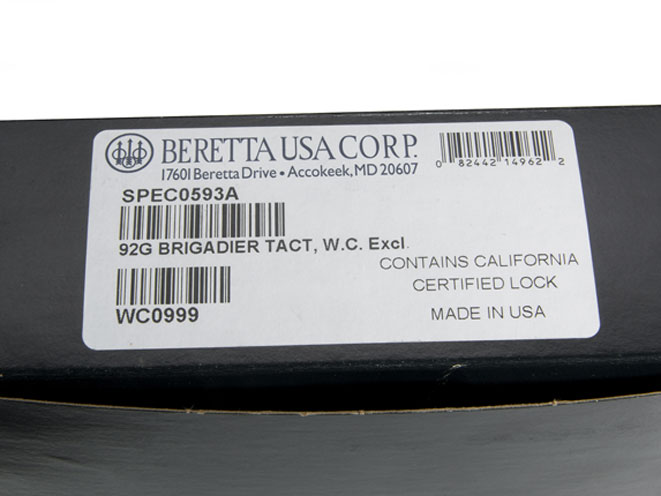 BERETTA USA CORP.
17601 Beretta Drive • Accokeek, MD 20607
0 82442 14962 2
SPEC0593A
92G BRIGADIER TACT, W.C. Excl.
CONTAINS CALIFORNIA
CERTIFIED LOCK
WC0999
MADE IN USA